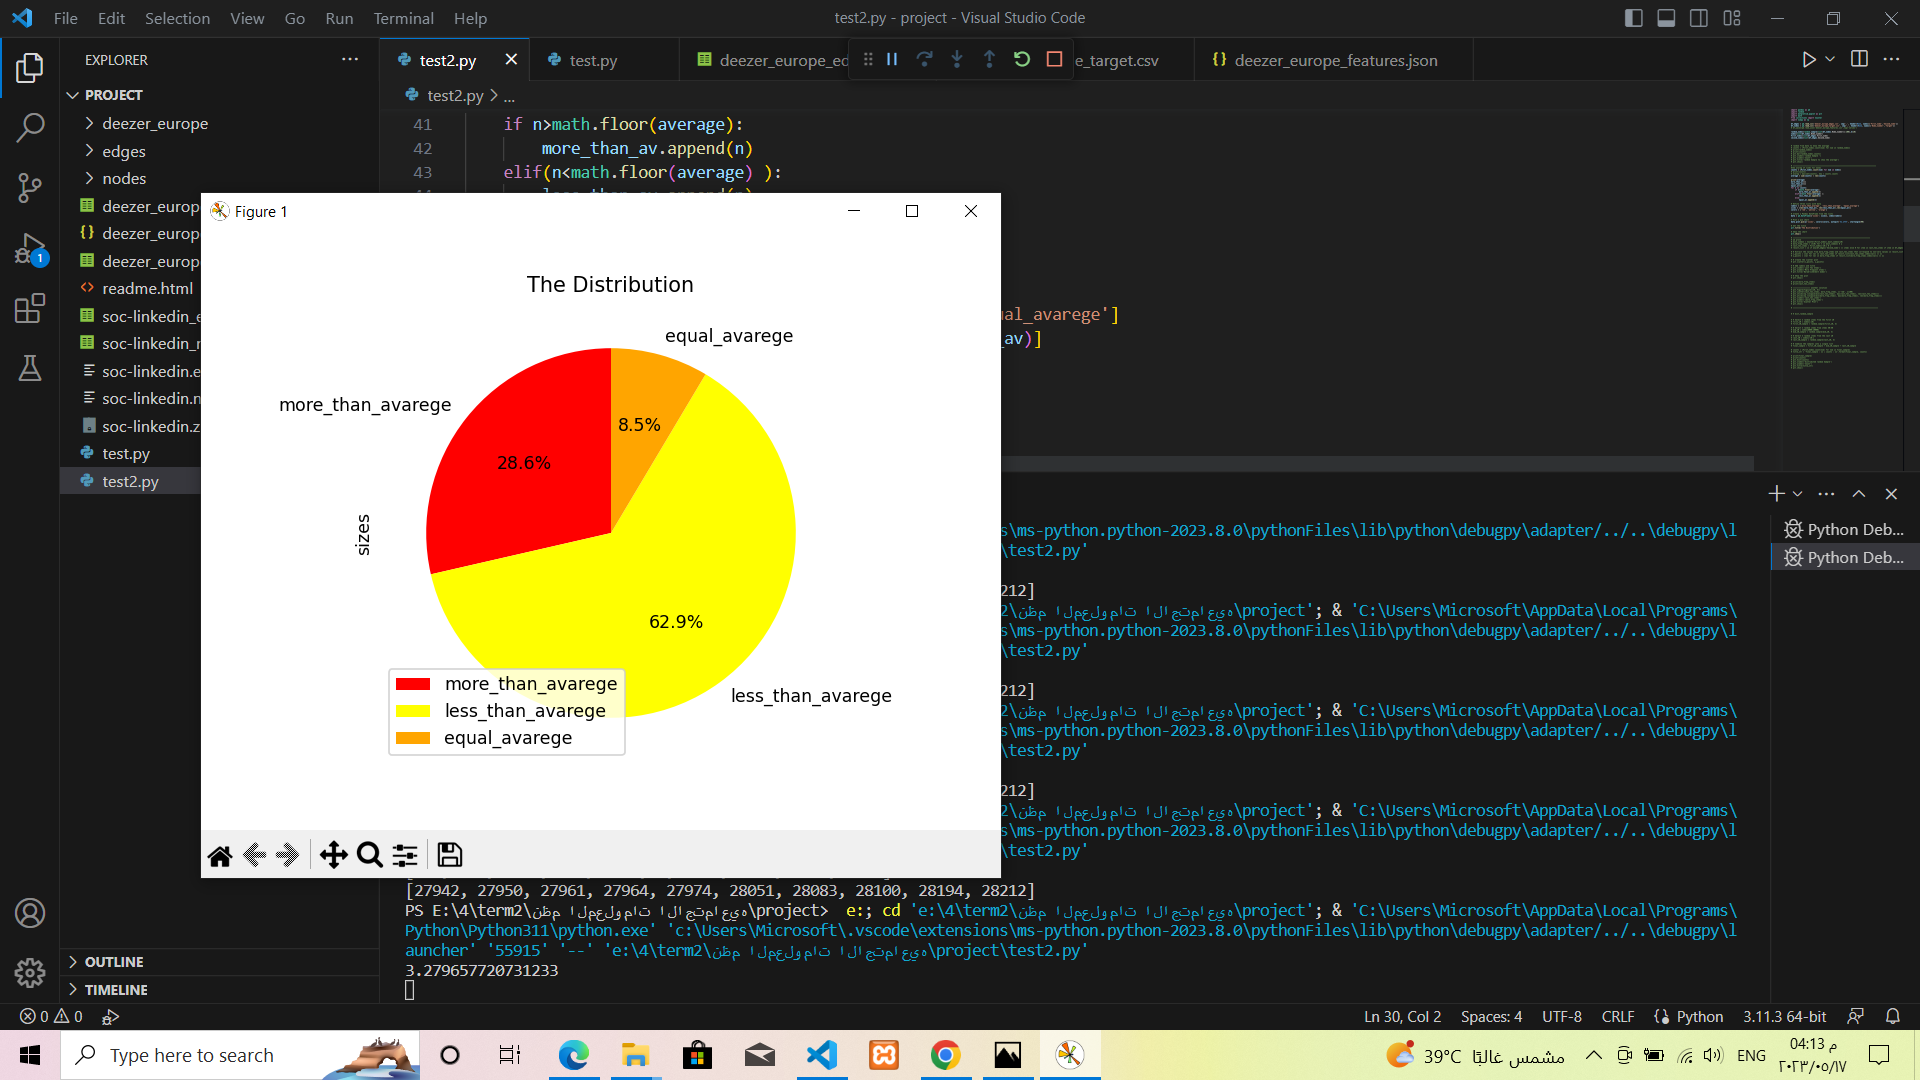 File Edit Selection View Go Run Terminal Help
test2.py - project - Visual Studio Code
EXPLORER
PROJECT
deezer_europe
edges
nodes
deezer_europ
deezer_europ
deezer_europ
readme.html
soc-linkedin_e
soc-linkedin_r
soc-linkedin.e
soc-linkedin.n
soc-linkedin.z
test.py
test2.py
OUTLINE
TIMELINE
test2.py
test.py
deezer_europe_ed
e_target.csv
deezer_europe_features.json
test2.py > ...
41 if n>math.floor(average):
42 more_than_av.append(n)
43 elif(n<math.floor(average) ):
ual_avarege']
_av)]
Figure 1
The Distribution
equal_avarege
more_than_avarege
8.5%
28.6%
sizes
62.9%
less_than_avarege
more_than_avarege
less_than_avarege
equal_avarege
s\ms-python.python-2023.8.0\pythonFiles\lib\python\debugpy\adapter/../..\debugpy\l
\test2.py'
212]
2\نظم المعلومات الاجتماعيه\project'; & 'C:\Users\Microsoft\AppData\Local\Programs\
s\ms-python.python-2023.8.0\pythonFiles\lib\python\debugpy\adapter/../..\debugpy\l
\test2.py'
212]
2\نظم المعلومات الاجتماعيه\project'; & 'C:\Users\Microsoft\AppData\Local\Programs\
s\ms-python.python-2023.8.0\pythonFiles\lib\python\debugpy\adapter/../..\debugpy\l
\test2.py'
212]
2\نظم المعلومات الاجتماعيه\project'; & 'C:\Users\Microsoft\AppData\Local\Programs\
s\ms-python.python-2023.8.0\pythonFiles\lib\python\debugpy\adapter/../..\debugpy\l
\test2.py'
[27942, 27950, 27961, 27964, 27974, 28051, 28083, 28100, 28194, 28212]
PS E:\4\term2\نظم المعلومات الاجتماعيه\project> e:; cd 'e:\4\term2\نظم المعلومات الاجتماعيه\project'; & 'C:\Users\Microsoft\AppData\Local\Programs\
Python\Python311\python.exe' 'c:\Users\Microsoft\.vscode\extensions\ms-python.python-2023.8.0\pythonFiles\lib\python\debugpy\adapter/../..\debugpy\l
auncher' '55915' '--' 'e:\4\term2\نظم المعلومات الاجتماعيه\project\test2.py'
3.279657720731233
Python Deb...
Python Deb...
1
0 0
Ln 30, Col 2 Spaces: 4 UTF-8 CRLF Python 3.11.3 64-bit
Type here to search
39°C مشمس غالبًا
ENG
04:13 م
٢٠٢٣/٠٥/١٧